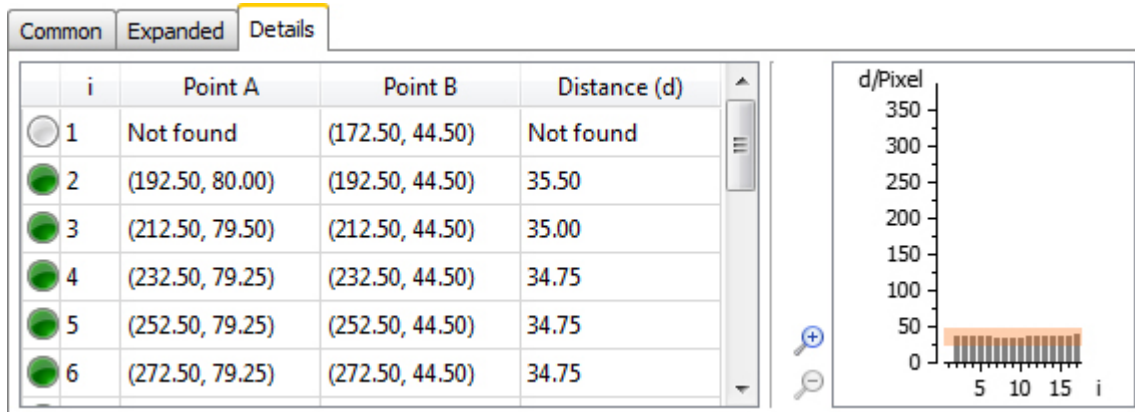 Common Expanded Details
i Point A Point B Distance (d)
1 Not found (172.50, 44.50) Not found
2 (192.50, 80.00) (192.50, 44.50) 35.50
3 (212.50, 79.50) (212.50, 44.50) 35.00
4 (232.50, 79.25) (232.50, 44.50) 34.75
5 (252.50, 79.25) (252.50, 44.50) 34.75
6 (272.50, 79.25) (272.50, 44.50) 34.75
d/Pixel
350
300
250
200
150
100
50
0
5 10 15 i